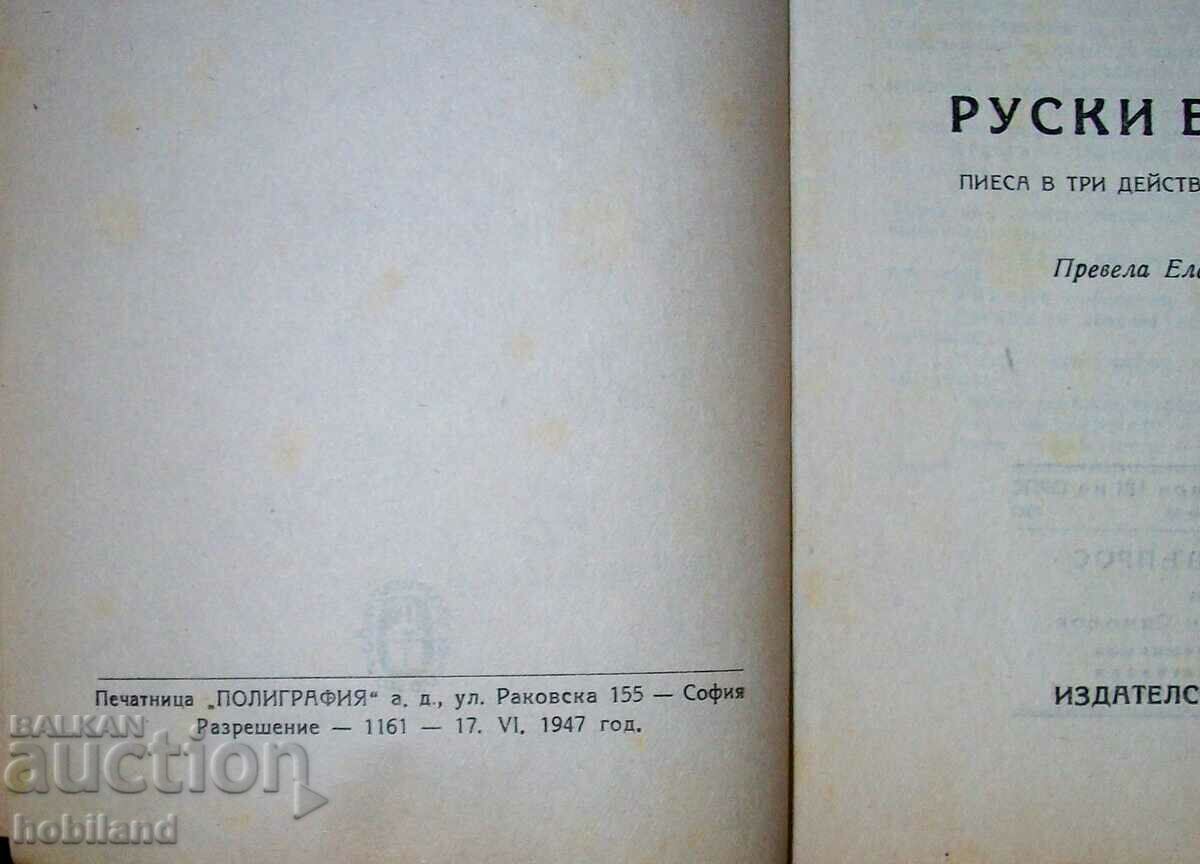 Печатница „ПОЛИГРАФИЯ" а. д., ул. Раковска 155 — София
Разрешение — 1161 — 17. VI. 1947 год.
РУСКИ В
ПИЕСА В ТРИ ДЕЙСТВ
Превела Ел
ИЗДАТЕЛС
BALKAN
auction
hobiland